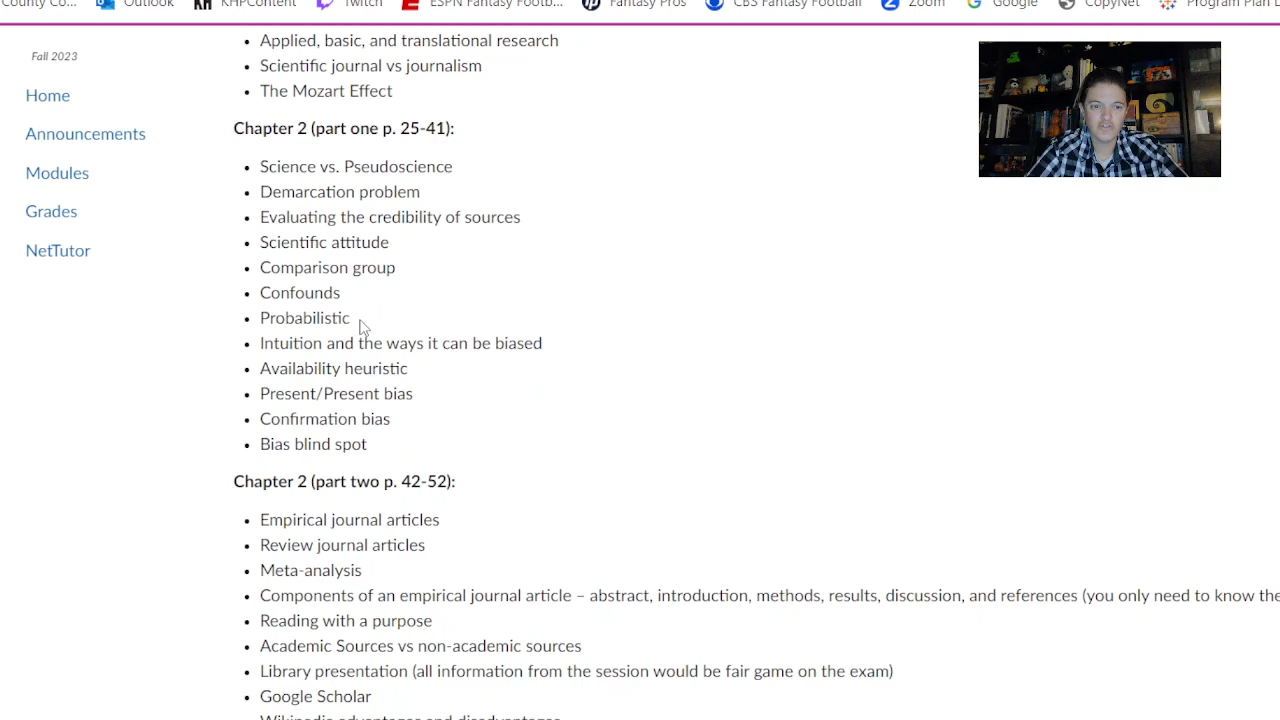 County Co... Outlook KHPContent Twitch ESPN Fantasy Footb... Fantasy Pros CBS Fantasy Football Zoom Google CopyNet Program Plan
Fall 2023
Home
Announcements
Modules
Grades
NetTutor
• Applied, basic, and translational research
• Scientific journal vs journalism
• The Mozart Effect
Chapter 2 (part one p. 25-41):
• Science vs. Pseudoscience
• Demarcation problem
• Evaluating the credibility of sources
• Scientific attitude
• Comparison group
• Confounds
• Probabilistic
• Intuition and the ways it can be biased
• Availability heuristic
• Present/Present bias
• Confirmation bias
• Bias blind spot
Chapter 2 (part two p. 42-52):
• Empirical journal articles
• Review journal articles
• Meta-analysis
• Components of an empirical journal article – abstract, introduction, methods, results, discussion, and references (you only need to know the
• Reading with a purpose
• Academic Sources vs non-academic sources
• Library presentation (all information from the session would be fair game on the exam)
• Google Scholar
• Wikipedia advantages and disadvantages